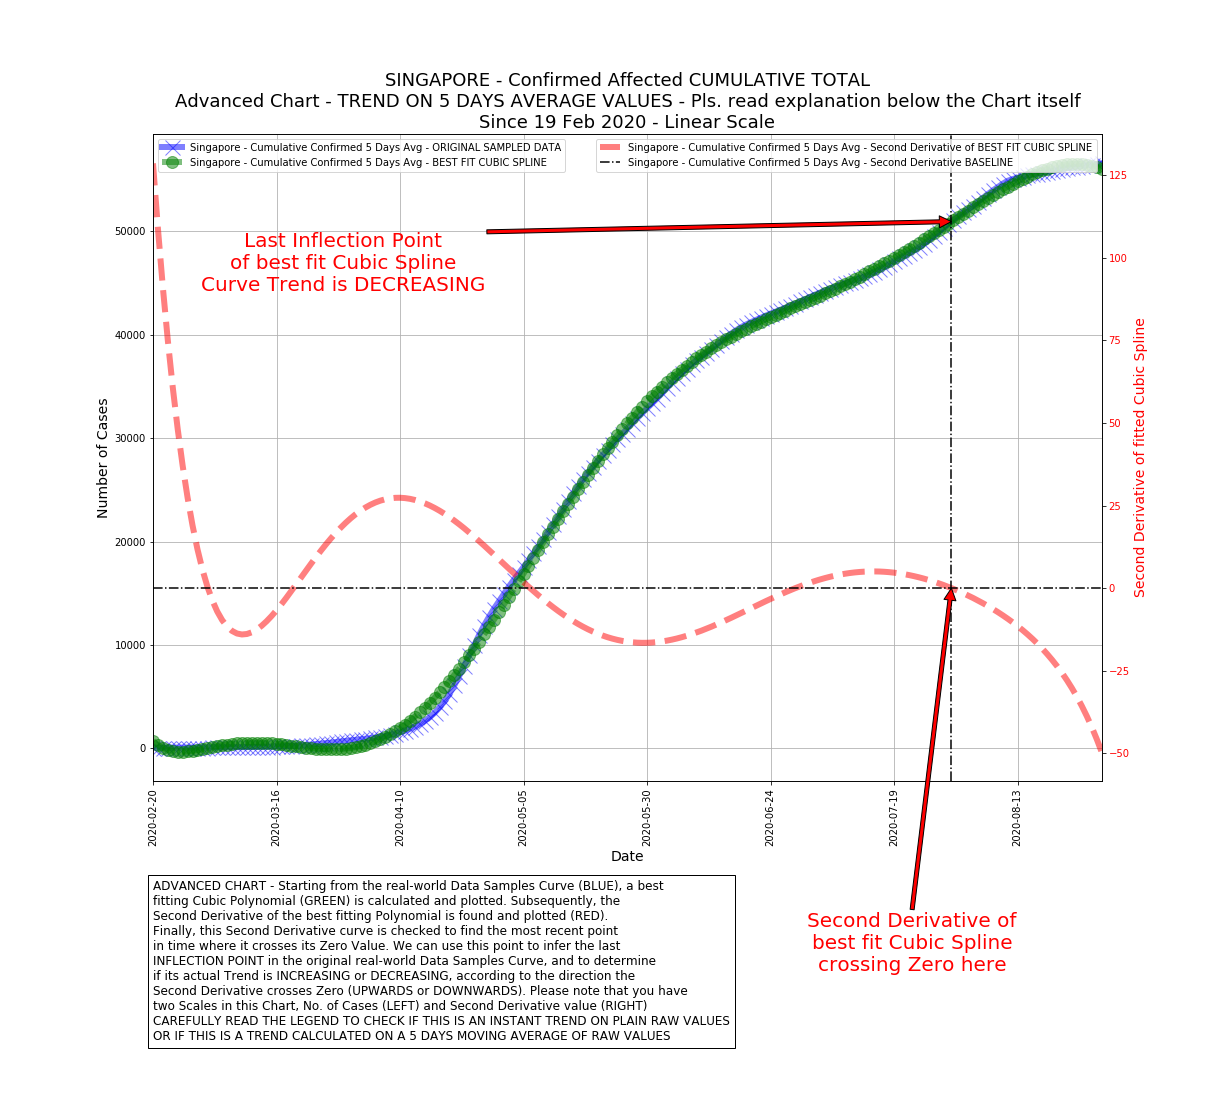 SINGAPORE - Confirmed Affected CUMULATIVE TOTAL
Advanced Chart - TREND ON 5 DAYS AVERAGE VALUES - Pls. read explanation below the Chart itself
Since 19 Feb 2020 - Linear Scale
Singapore - Cumulative Confirmed 5 Days Avg - ORIGINAL SAMPLED DATA
Singapore - Cumulative Confirmed 5 Days Avg - BEST FIT CUBIC SPLINE
Singapore - Cumulative Confirmed 5 Days Avg - Second Derivative of BEST FIT CUBIC SPLINE
Singapore - Cumulative Confirmed 5 Days Avg - Second Derivative BASELINE
Last Inflection Point
of best fit Cubic Spline
Curve Trend is DECREASING
Number of Cases
50000
40000
30000
20000
10000
0
125
100
75
50
25
0
−25
−50
Second Derivative of fitted Cubic Spline
2020-02-20
2020-03-16
2020-04-10
2020-05-05
2020-05-30
2020-06-24
2020-07-19
2020-08-13
Date
ADVANCED CHART - Starting from the real-world Data Samples Curve (BLUE), a best
fitting Cubic Polynomial (GREEN) is calculated and plotted. Subsequently, the
Second Derivative of the best fitting Polynomial is found and plotted (RED).
Finally, this Second Derivative curve is checked to find the most recent point
in time where it crosses its Zero Value. We can use this point to infer the last
INFLECTION POINT in the original real-world Data Samples Curve, and to determine
if its actual Trend is INCREASING or DECREASING, according to the direction the
Second Derivative crosses Zero (UPWARDS or DOWNWARDS). Please note that you have
two Scales in this Chart, No. of Cases (LEFT) and Second Derivative value (RIGHT)
CAREFULLY READ THE LEGEND TO CHECK IF THIS IS AN INSTANT TREND ON PLAIN RAW VALUES
OR IF THIS IS A TREND CALCULATED ON A 5 DAYS MOVING AVERAGE OF RAW VALUES
Second Derivative of
best fit Cubic Spline
crossing Zero here